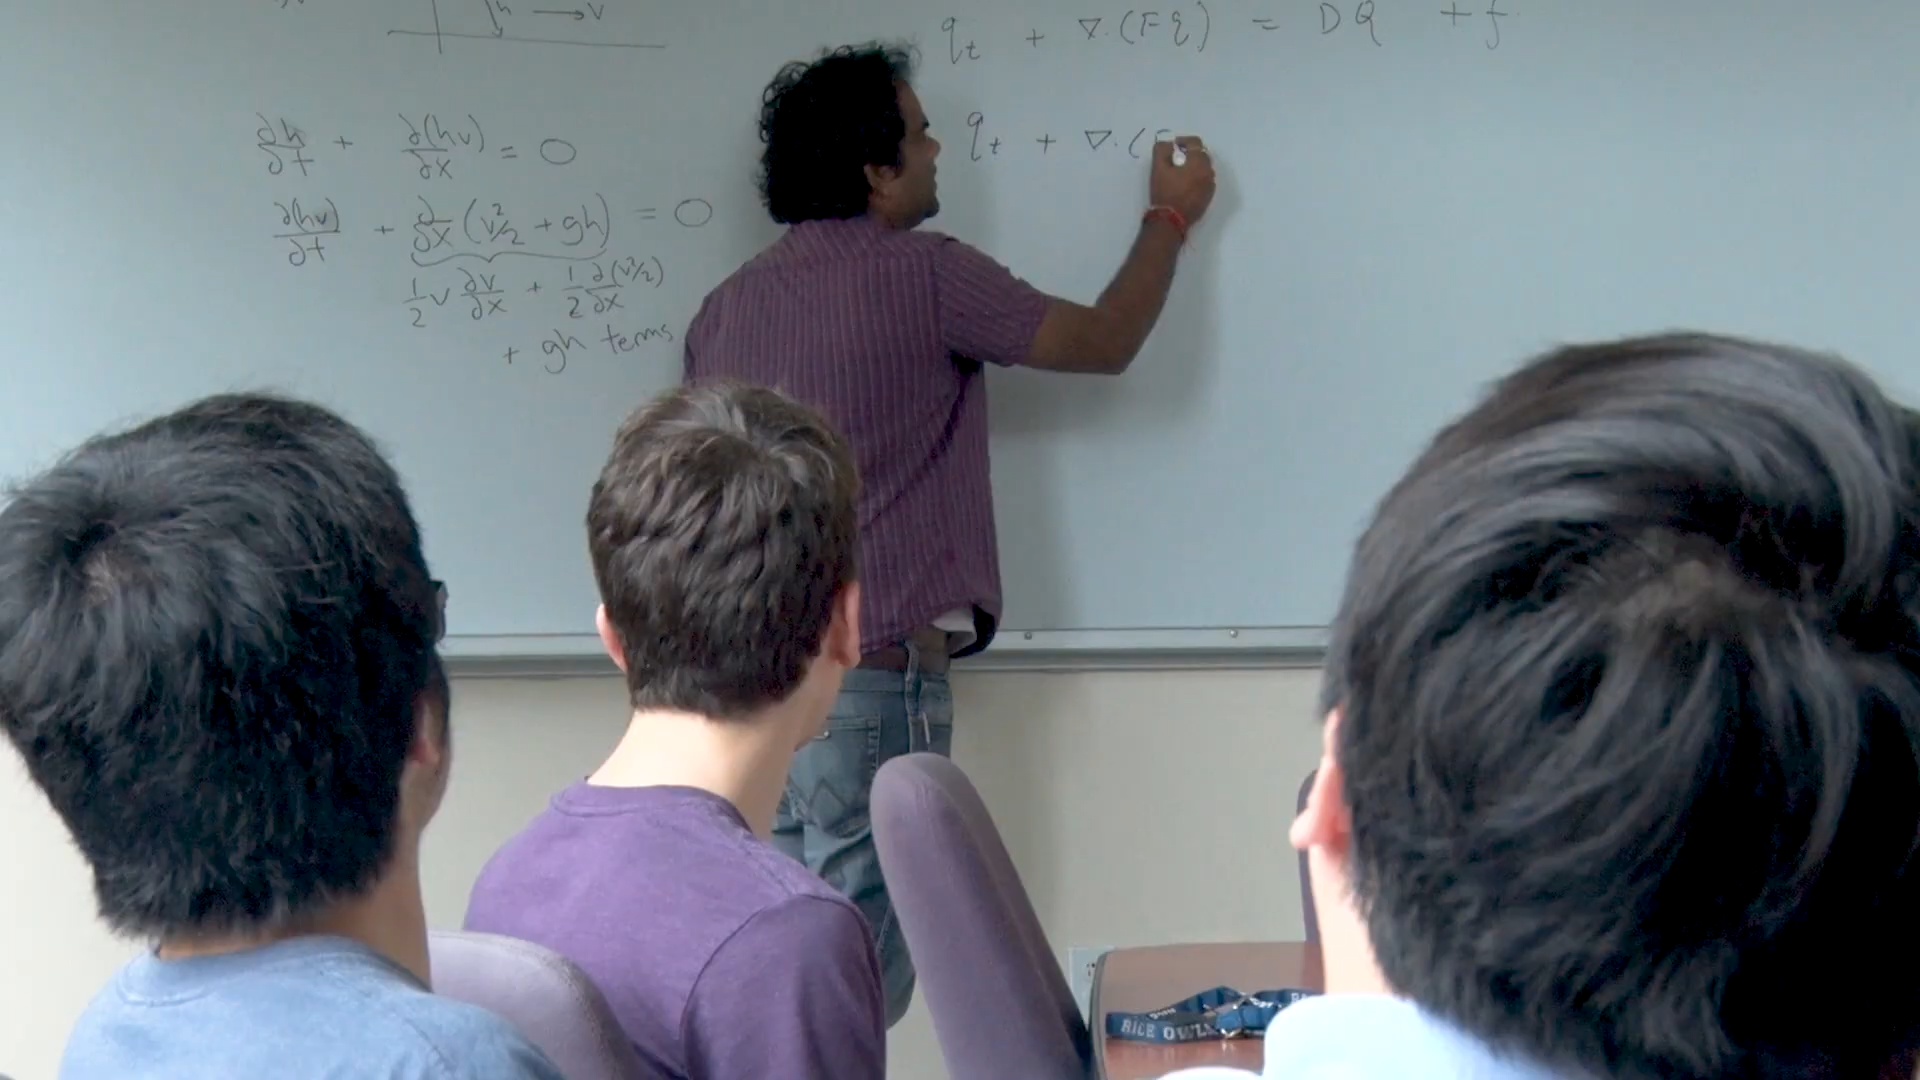 h → v
∂h/∂t + ∂(hv)/∂x = 0
∂(hv)/∂t + ∂/∂x (v²/2 + gh) = 0
1/2 v ∂v/∂x + 1/2 ∂(v²/2)/∂x
+ gh terms
q_t + ∇·(Fq) = DQ + f
q_t + ∇·(F
RICE OWLS